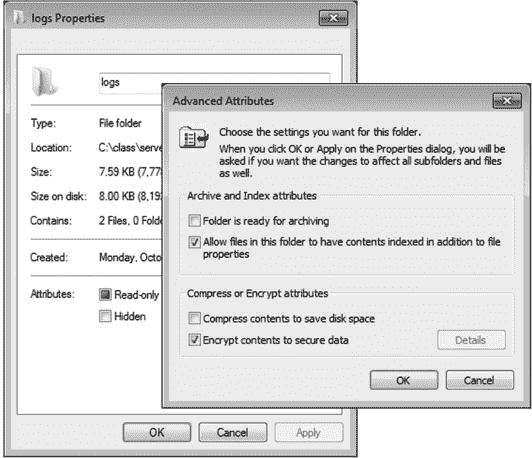 logs Properties
logs
Type: File folder
Location: C:\class\serve
Size: 7.59 KB (7,77
Size on disk: 8.00 KB (8,19
Contains: 2 Files, 0 Folde
Created: Monday, Octo
Attributes: Read-only
Hidden
OK Cancel Apply
Advanced Attributes
Choose the settings you want for this folder.
When you click OK or Apply on the Properties dialog, you will be
asked if you want the changes to affect all subfolders and files
as well.
Archive and Index attributes
Folder is ready for archiving
Allow files in this folder to have contents indexed in addition to file
properties
Compress or Encrypt attributes
Compress contents to save disk space
Encrypt contents to secure data Details
OK Cancel